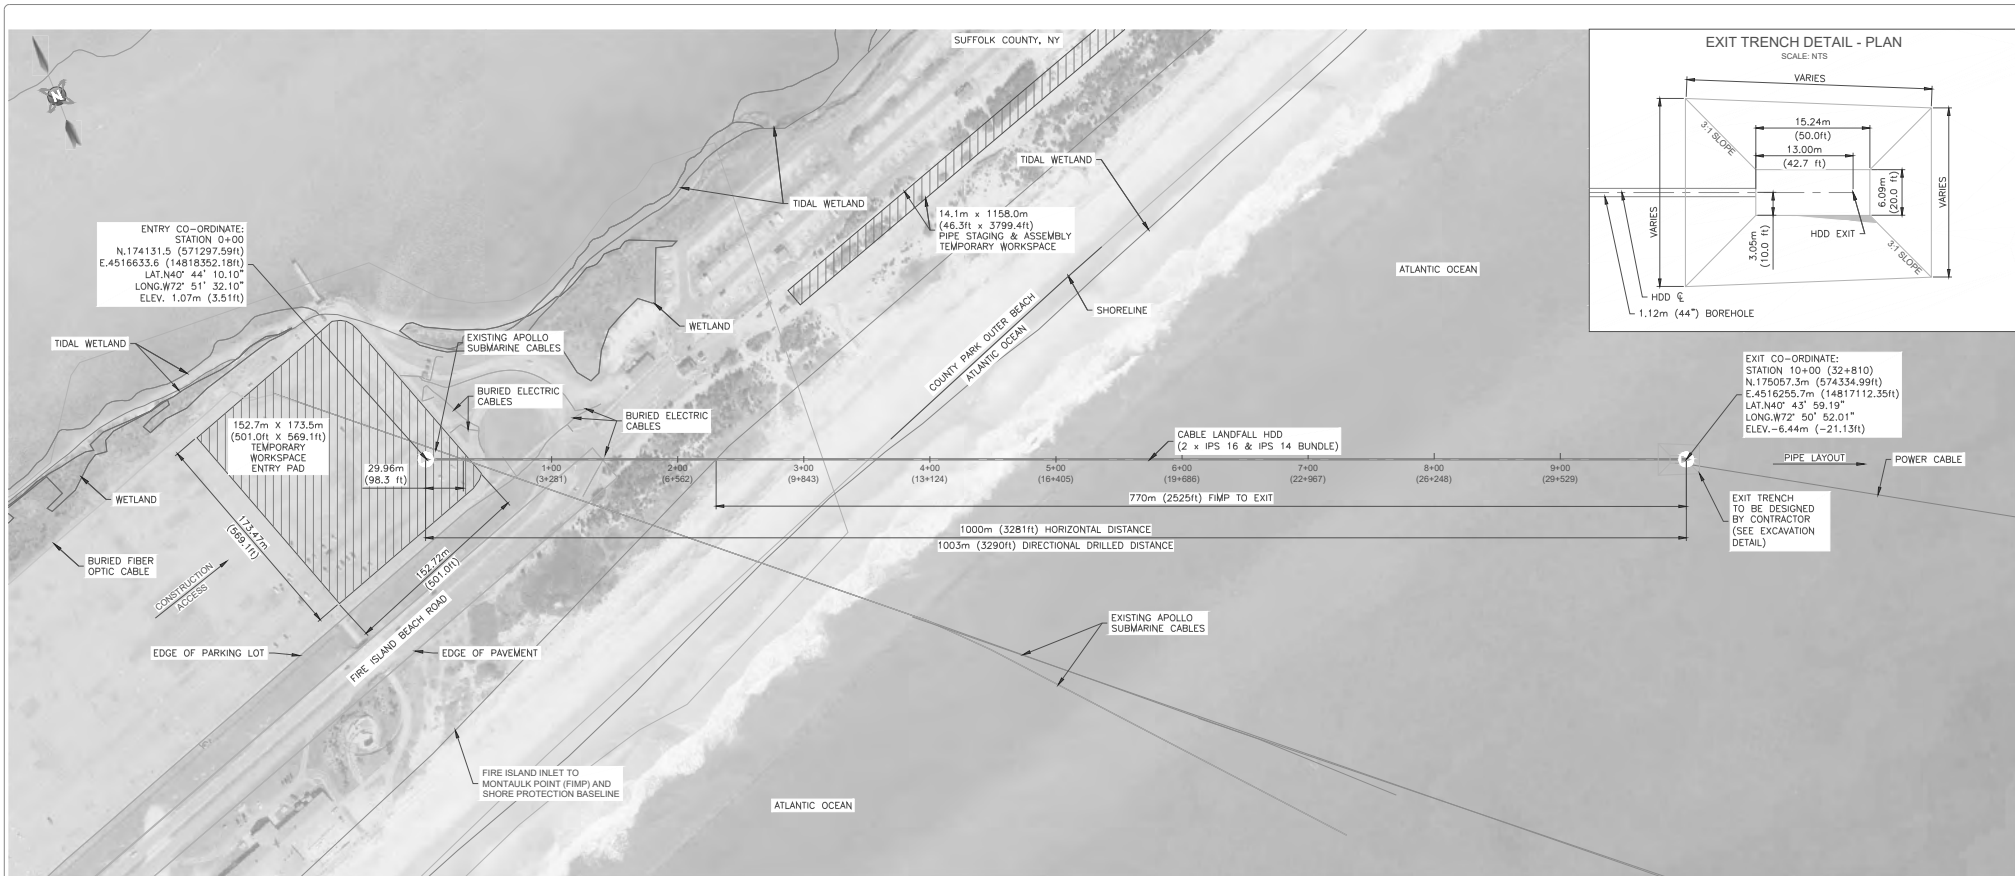 SUFFOLK COUNTY, NY
EXIT TRENCH DETAIL - PLAN
SCALE: NTS
VARIES
15.24m
(50.0ft)
13.00m
(42.7 ft)
3:1 SLOPE
6.09m
(20.0 ft)
VARIES
VARIES
3.05m
(10.0 ft)
HDD EXIT
3:1 SLOPE
HDD ℄
1.12m (44") BOREHOLE
N
TIDAL WETLAND
TIDAL WETLAND
14.1m x 1158.0m
(46.3ft x 3799.4ft)
PIPE STAGING & ASSEMBLY
TEMPORARY WORKSPACE
ENTRY CO-ORDINATE:
STATION 0+00
N.174131.5 (571297.59ft)
E.4516633.6 (14818352.18ft)
LAT.N40° 44' 10.10"
LONG.W72° 51' 32.10"
ELEV. 1.07m (3.51ft)
ATLANTIC OCEAN
SHORELINE
WETLAND
COUNTY PARK OUTER BEACH
ATLANTIC OCEAN
TIDAL WETLAND
EXISTING APOLLO
SUBMARINE CABLES
BURIED ELECTRIC
CABLES
BURIED ELECTRIC
CABLES
EXIT CO-ORDINATE:
STATION 10+00 (32+810)
N.175057.3m (574334.99ft)
E.4516255.7m (14817112.35ft)
LAT.N40° 43' 59.19"
LONG.W72° 50' 52.01"
ELEV.-6.44m (-21.13ft)
152.7m X 173.5m
(501.0ft X 569.1ft)
TEMPORARY
WORKSPACE
ENTRY PAD
29.96m
(98.3 ft)
CABLE LANDFALL HDD
(2 x IPS 16 & IPS 14 BUNDLE)
1+00
(3+281)
2+00
(6+562)
3+00
(9+843)
4+00
(13+124)
5+00
(16+405)
6+00
(19+686)
7+00
(22+967)
8+00
(26+248)
9+00
(29+529)
PIPE LAYOUT
POWER CABLE
WETLAND
770m (2525ft) FIMP TO EXIT
EXIT TRENCH
TO BE DESIGNED
BY CONTRACTOR
(SEE EXCAVATION
DETAIL)
1000m (3281ft) HORIZONTAL DISTANCE
1003m (3290ft) DIRECTIONAL DRILLED DISTANCE
173.47m
(569.1ft)
152.72m
(501.0ft)
BURIED FIBER
OPTIC CABLE
CONSTRUCTION
ACCESS
FIRE ISLAND BEACH ROAD
EDGE OF PARKING LOT
EDGE OF PAVEMENT
EXISTING APOLLO
SUBMARINE CABLES
FIRE ISLAND INLET TO
MONTAULK POINT (FIMP) AND
SHORE PROTECTION BASELINE
ATLANTIC OCEAN